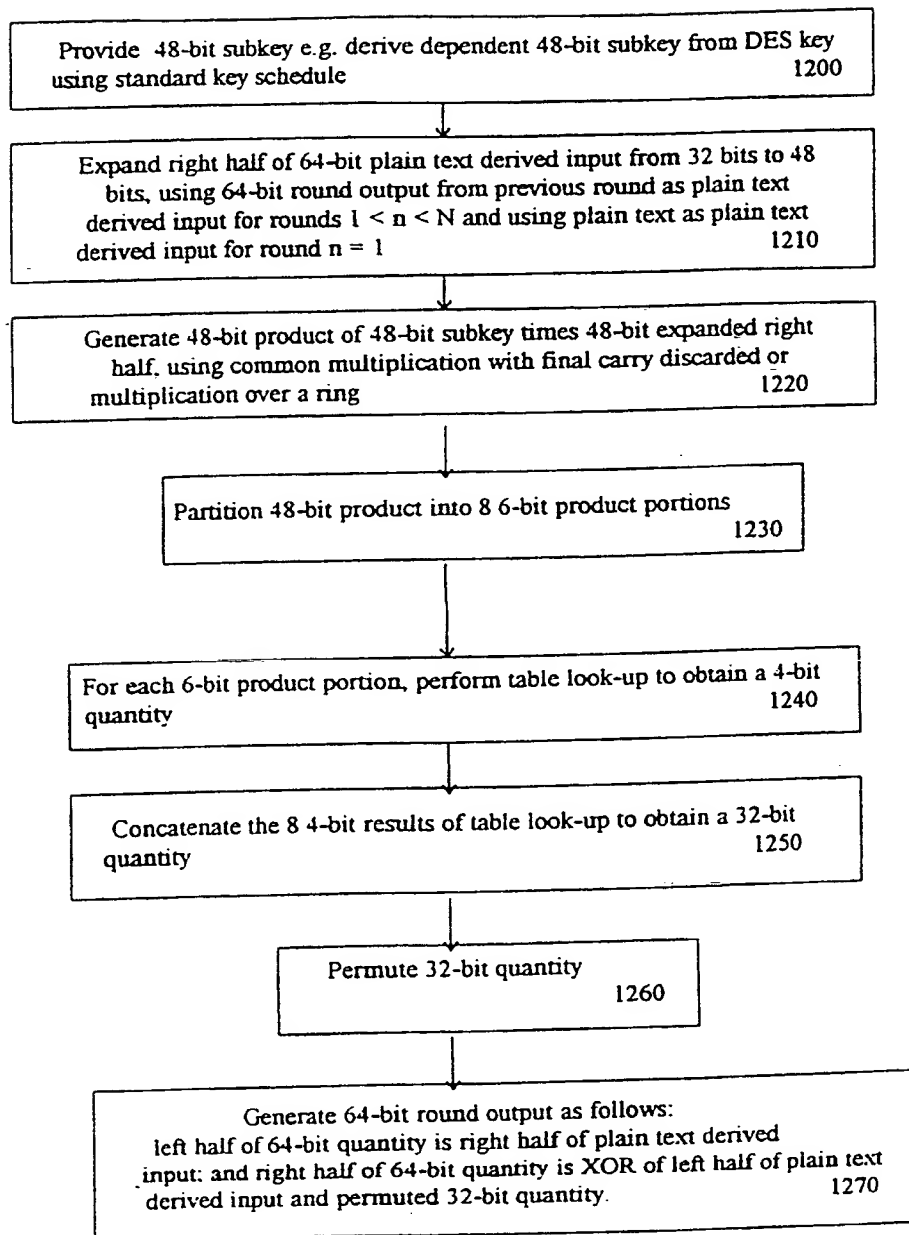 Provide 48-bit subkey e.g. derive dependent 48-bit subkey from DES key
using standard key schedule 1200
Expand right half of 64-bit plain text derived input from 32 bits to 48
bits, using 64-bit round output from previous round as plain text
derived input for rounds 1 < n < N and using plain text as plain text
derived input for round n = 1 1210
Generate 48-bit product of 48-bit subkey times 48-bit expanded right
half, using common multiplication with final carry discarded or
multiplication over a ring 1220
Partition 48-bit product into 8 6-bit product portions
1230
For each 6-bit product portion, perform table look-up to obtain a 4-bit
quantity 1240
Concatenate the 8 4-bit results of table look-up to obtain a 32-bit
quantity 1250
Permute 32-bit quantity
1260
Generate 64-bit round output as follows:
left half of 64-bit quantity is right half of plain text derived
input; and right half of 64-bit quantity is XOR of left half of plain text
derived input and permuted 32-bit quantity. 1270